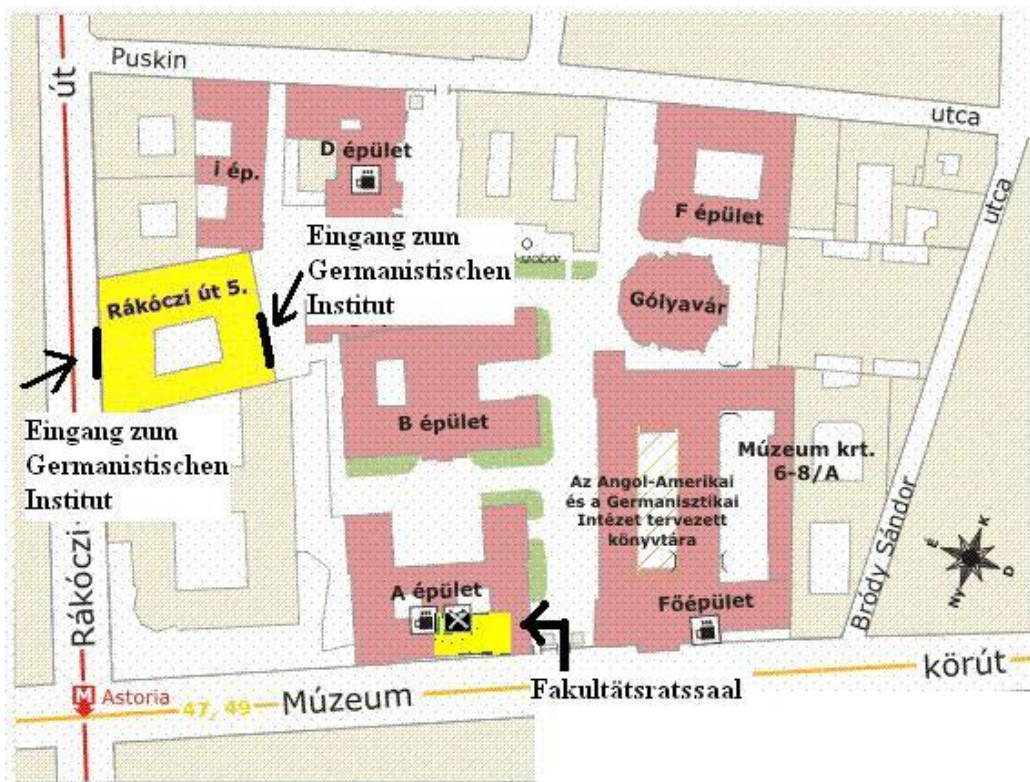 Puskin
utca
út
D épület
i ép.
F épület
utca
Eingang zum
Germanistischen
Institut
Rákóczi út 5.
Gólyavár
B épület
Eingang zum
Germanistischen
Institut
Múzeum krt.
6-8/A
Az Angol-Amerikai
és a Germanisztikai
Intézet tervezett
könyvtára
Bródy Sándor
É
K
Ny
D
Rákóczi
A épület
Főépület
Fakultätsratssaal
M Astoria
47, 49
Múzeum
körút